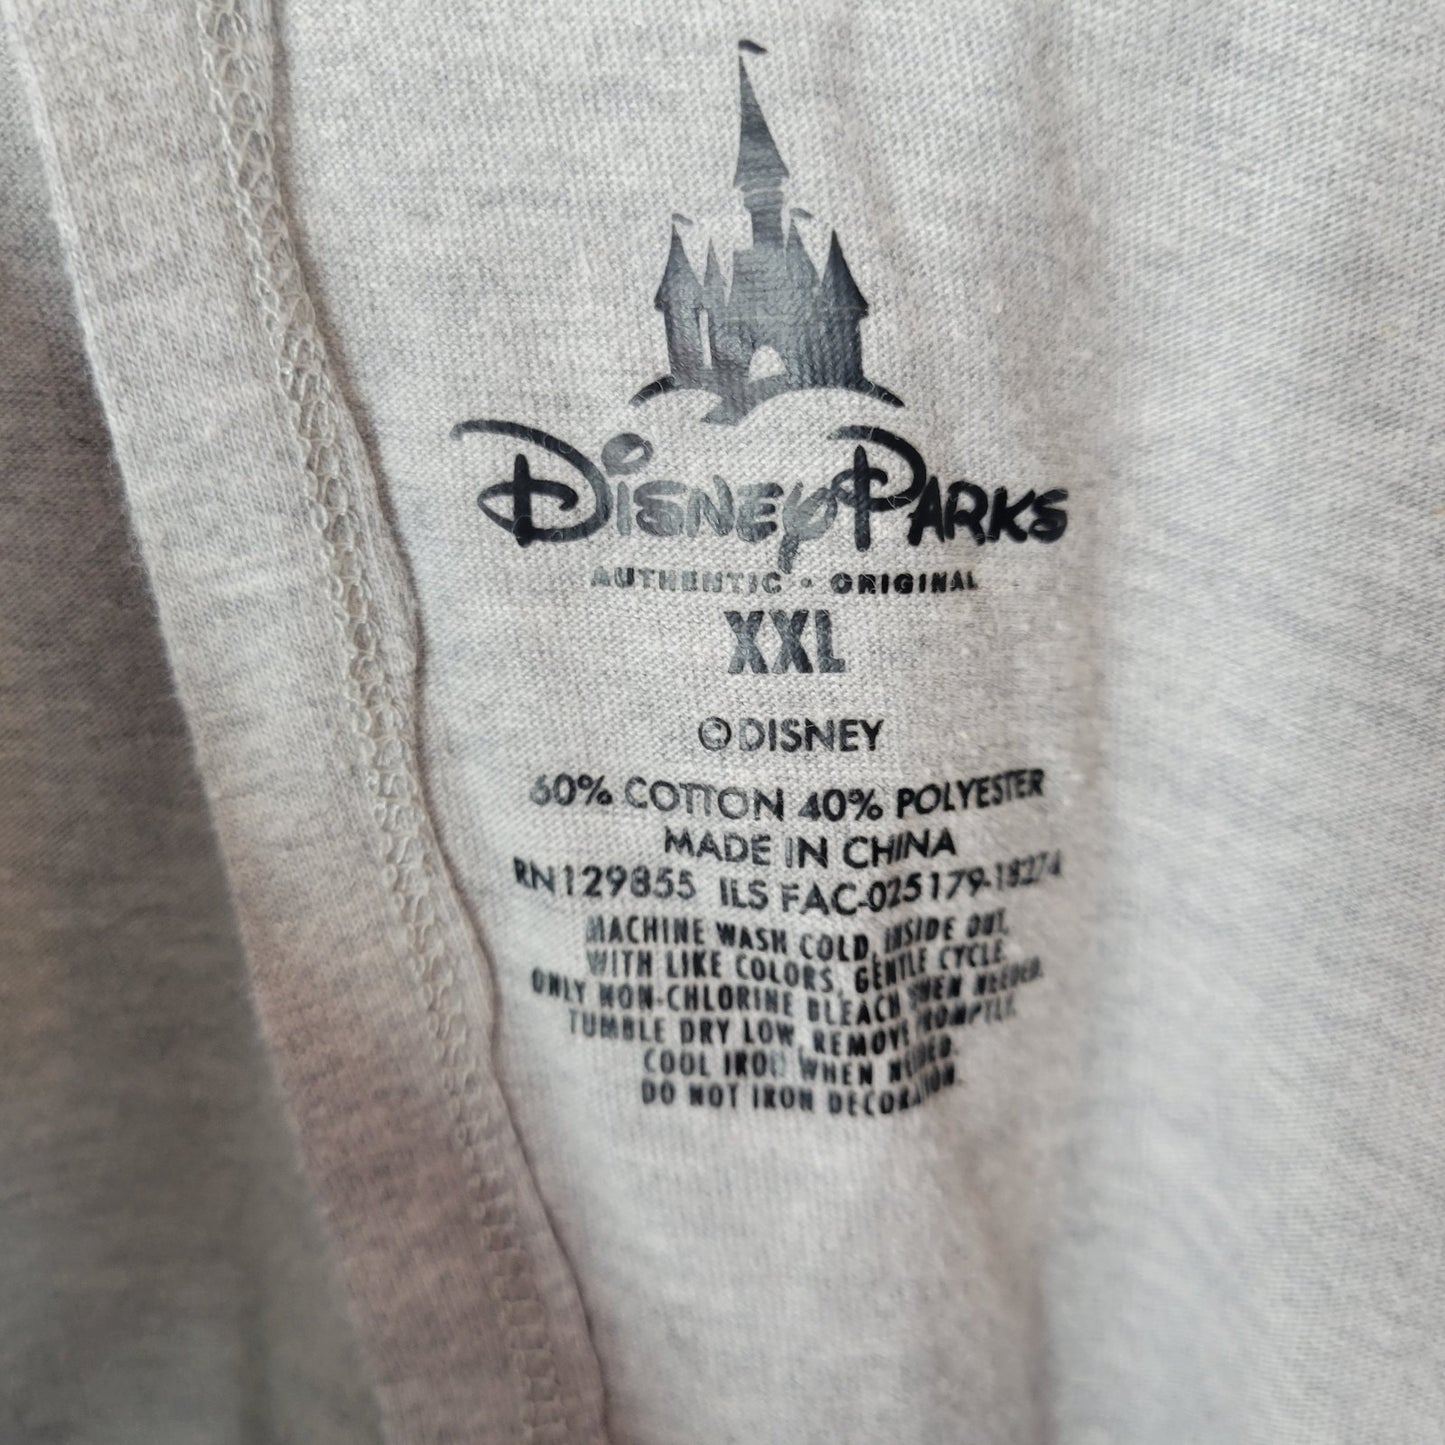 Disney Parks
AUTHENTIC • ORIGINAL
XXL
©DISNEY
60% COTTON 40% POLYESTER
MADE IN CHINA
RN129855 ILS FAC-025179-18274
MACHINE WASH COLD, INSIDE OUT,
WITH LIKE COLORS, GENTLE CYCLE.
ONLY NON-CHLORINE BLEACH WHEN NEEDED.
TUMBLE DRY LOW, REMOVE PROMPTLY.
COOL IRON WHEN NEEDED.
DO NOT IRON DECORATION.